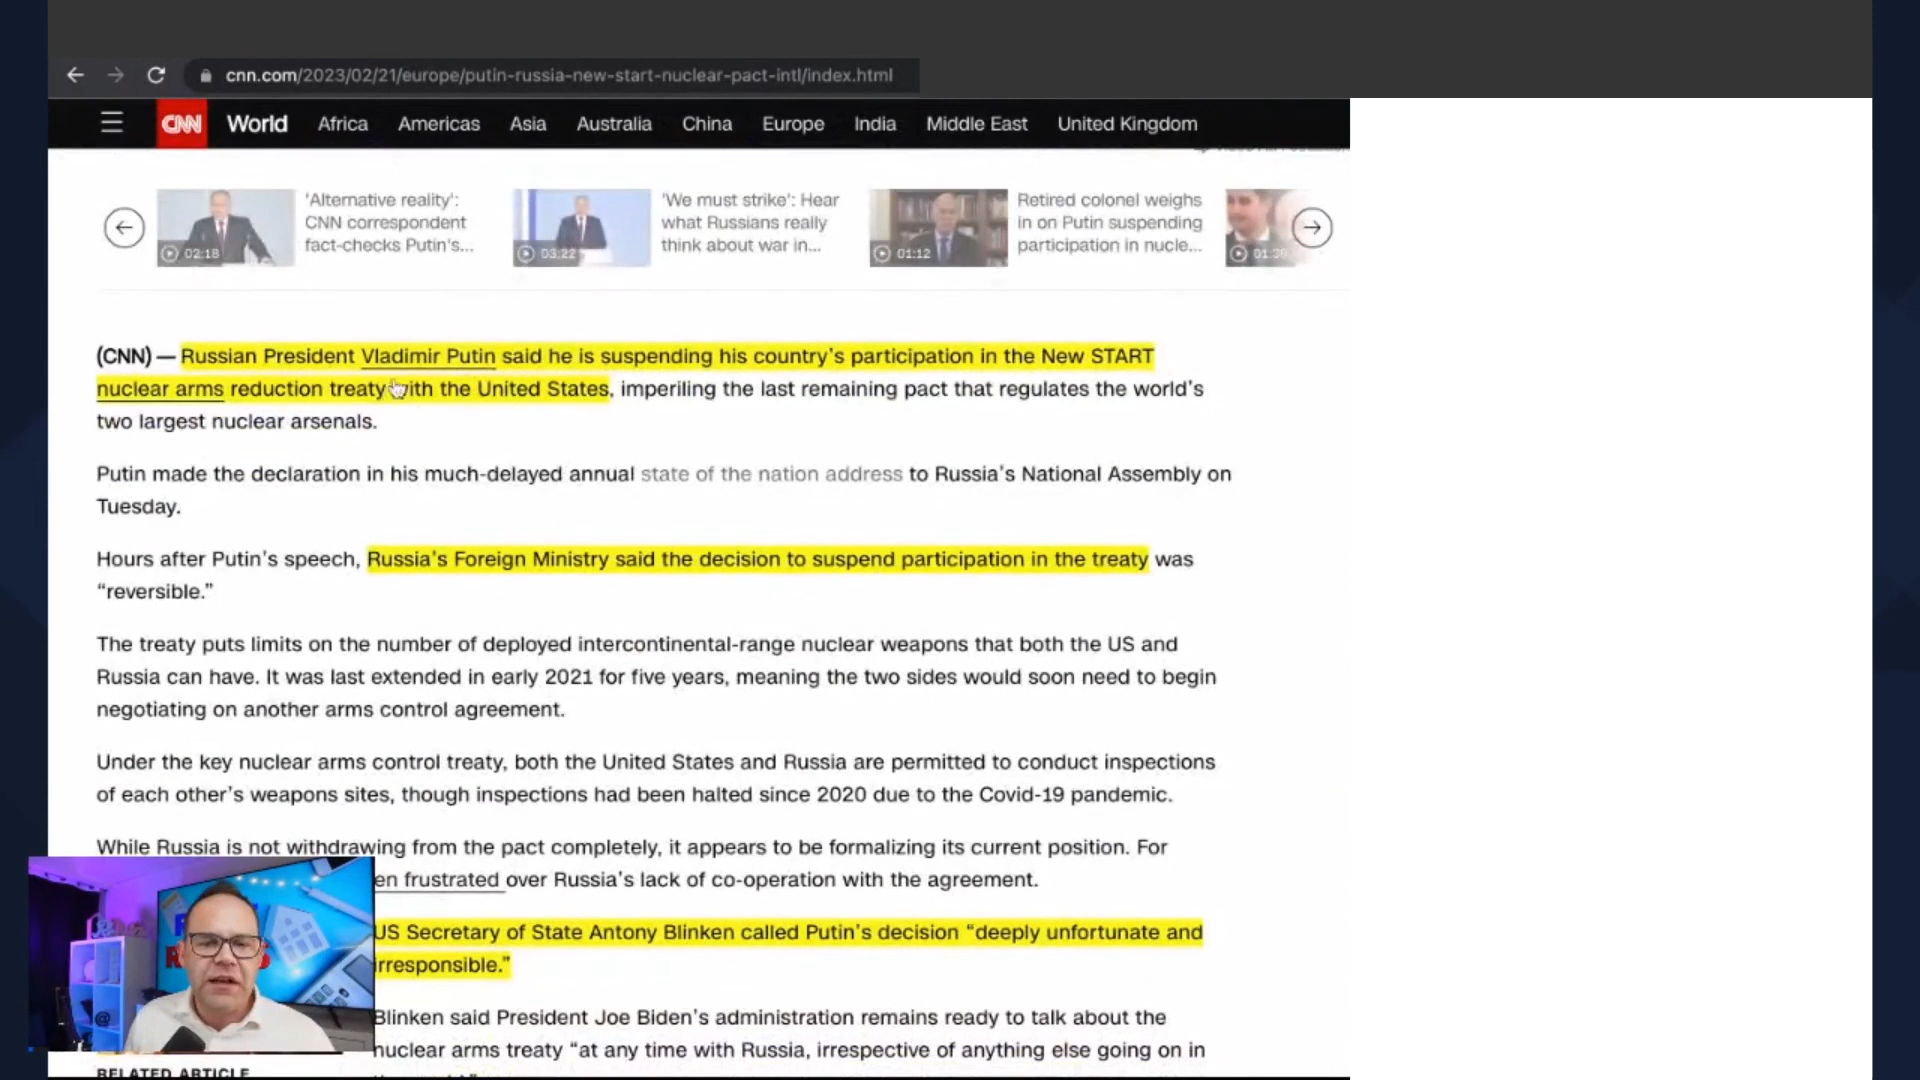 cnn.com/2023/02/21/europe/putin-russia-new-start-nuclear-pact-intl/index.html
CNN World Africa Americas Asia Australia China Europe India Middle East United Kingdom
'Alternative reality':
CNN correspondent
fact-checks Putin's...
02:18
'We must strike': Hear
what Russians really
think about war in...
03:22
Retired colonel weighs
in on Putin suspending
participation in nucle...
01:12
(CNN) — Russian President Vladimir Putin said he is suspending his country's participation in the New START
nuclear arms reduction treaty with the United States, imperiling the last remaining pact that regulates the world's
two largest nuclear arsenals.
Putin made the declaration in his much-delayed annual state of the nation address to Russia's National Assembly on
Tuesday.
Hours after Putin's speech, Russia's Foreign Ministry said the decision to suspend participation in the treaty was
“reversible.”
The treaty puts limits on the number of deployed intercontinental-range nuclear weapons that both the US and
Russia can have. It was last extended in early 2021 for five years, meaning the two sides would soon need to begin
negotiating on another arms control agreement.
Under the key nuclear arms control treaty, both the United States and Russia are permitted to conduct inspections
of each other's weapons sites, though inspections had been halted since 2020 due to the Covid-19 pandemic.
While Russia is not withdrawing from the pact completely, it appears to be formalizing its current position. For
en frustrated over Russia's lack of co-operation with the agreement.
US Secretary of State Antony Blinken called Putin's decision “deeply unfortunate and
irresponsible.”
Blinken said President Joe Biden's administration remains ready to talk about the
nuclear arms treaty “at any time with Russia, irrespective of anything else going on in
RELATED ARTICLE